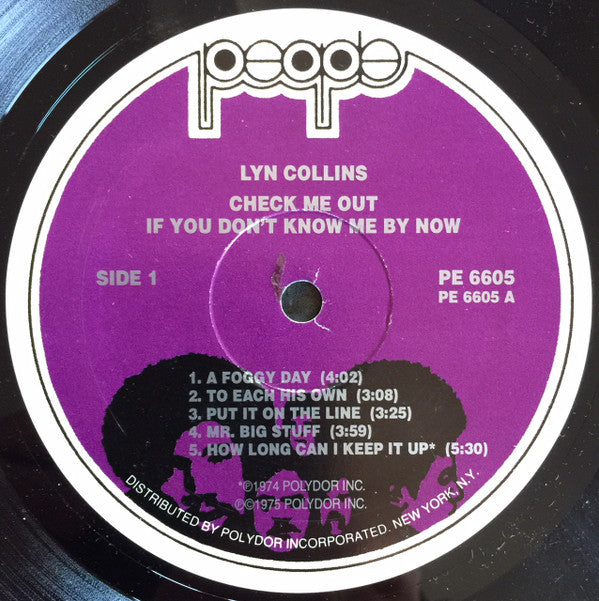 people
LYN COLLINS
CHECK ME OUT
IF YOU DON'T KNOW ME BY NOW
SIDE 1
PE 6605
PE 6605 A
1. A FOGGY DAY (4:02)
2. TO EACH HIS OWN (3:08)
3. PUT IT ON THE LINE (3:25)
4. MR. BIG STUFF (3:59)
5. HOW LONG CAN I KEEP IT UP* (5:30)
*℗1974 POLYDOR INC.
℗©1975 POLYDOR INC.
DISTRIBUTED BY POLYDOR INCORPORATED. NEW YORK, N.Y.